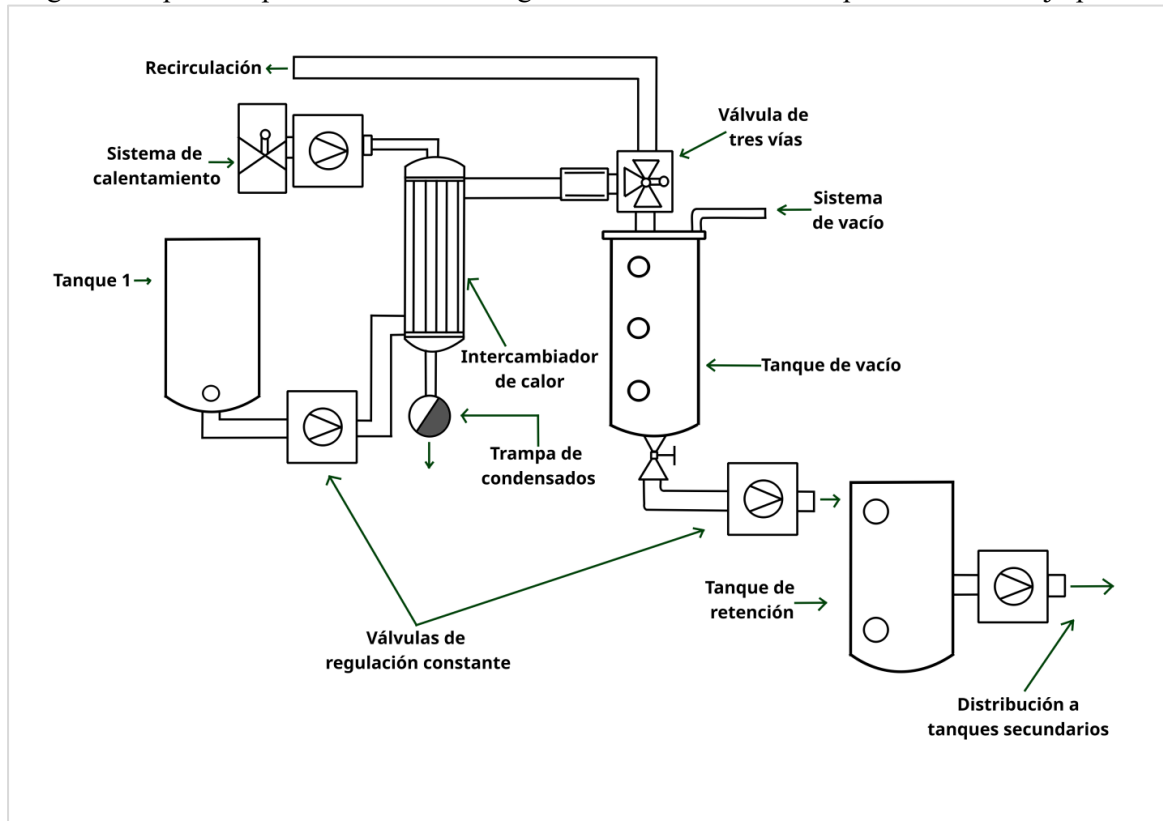 Recirculación
Válvula de
tres vías
Sistema de
calentamiento
Sistema
de vacío
Tanque 1
Intercambiador
de calor
Tanque de vacío
Trampa de
condensados
Tanque de
retención
Válvulas de
regulación constante
Distribución a
tanques secundarios